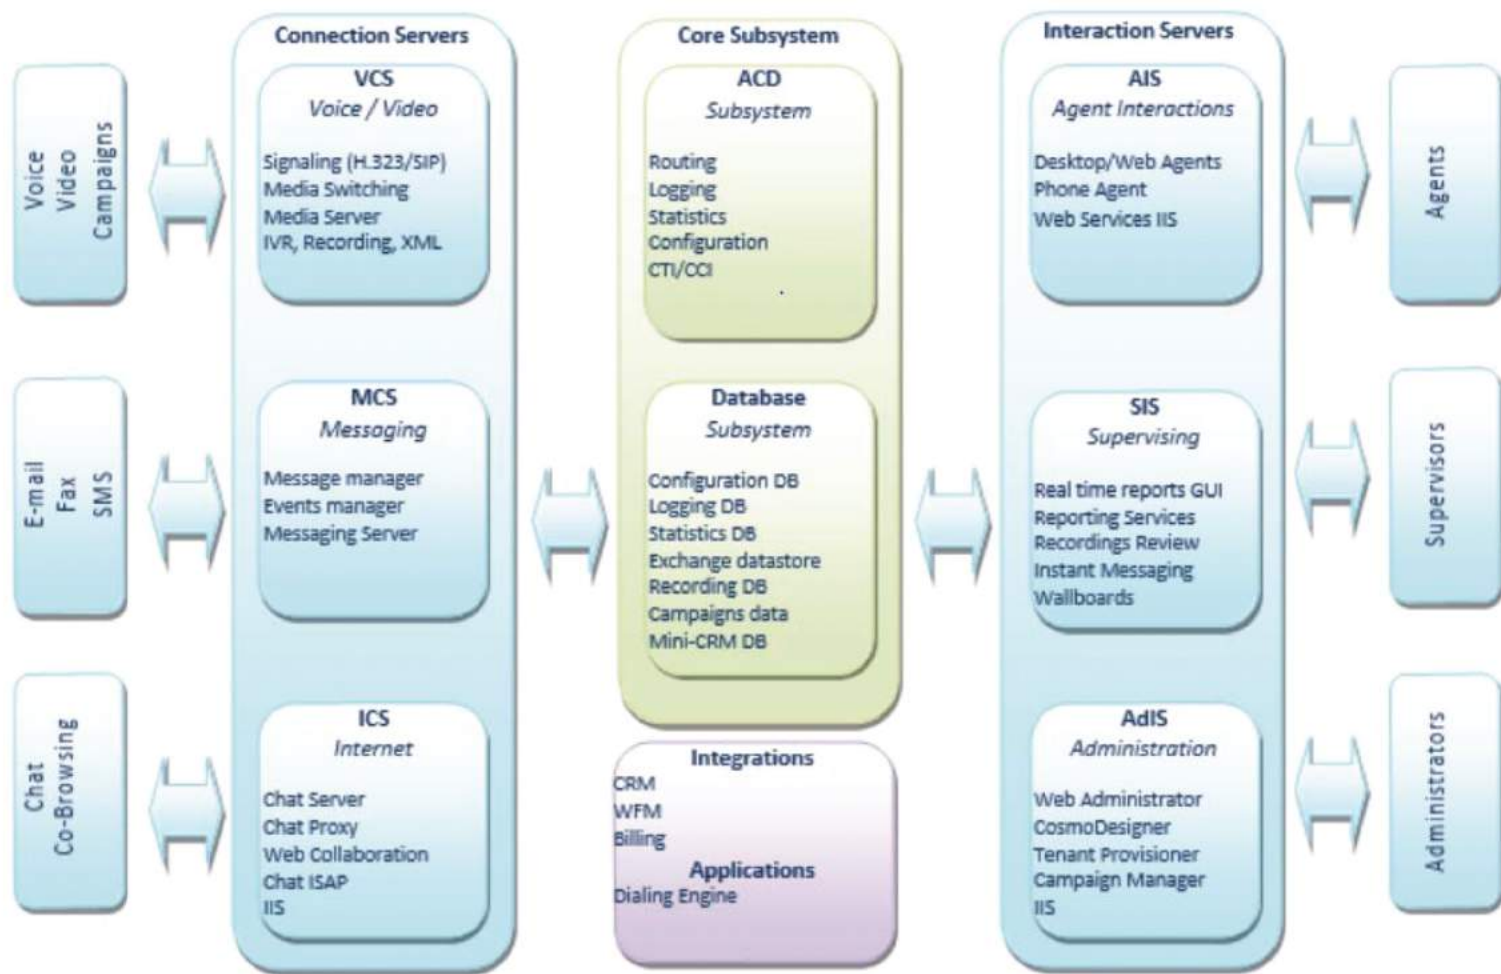 Voice
Video
Campaigns
E-mail
Fax
SMS
Chat
Co-Browsing
Connection Servers
VCS
Voice / Video
Signaling (H.323/SIP)
Media Switching
Media Server
IVR, Recording, XML
MCS
Messaging
Message manager
Events manager
Messaging Server
ICS
Internet
Chat Server
Chat Proxy
Web Collaboration
Chat ISAP
IIS
Core Subsystem
ACD
Subsystem
Routing
Logging
Statistics
Configuration
CTI/CCI
Database
Subsystem
Configuration DB
Logging DB
Statistics DB
Exchange datastore
Recording DB
Campaigns data
Mini-CRM DB
Integrations
CRM
WFM
Billing
Applications
Dialing Engine
Interaction Servers
AIS
Agent Interactions
Desktop/Web Agents
Phone Agent
Web Services IIS
SIS
Supervising
Real time reports GUI
Reporting Services
Recordings Review
Instant Messaging
Wallboards
AdIS
Administration
Web Administrator
CosmoDesigner
Tenant Provisioner
Campaign Manager
IIS
Agents
Supervisors
Administrators